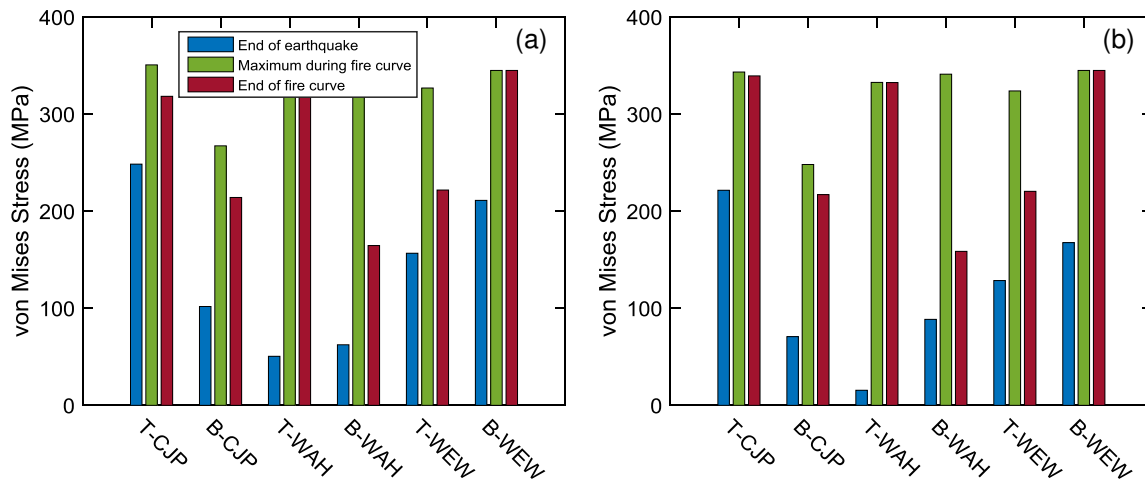 400
300
200
100
0
von Mises Stress (MPa)
End of earthquake
Maximum during fire curve
End of fire curve
(a)
T-CJP
B-CJP
T-WAH
B-WAH
T-WEW
B-WEW
400
300
200
100
0
von Mises Stress (MPa)
(b)
T-CJP
B-CJP
T-WAH
B-WAH
T-WEW
B-WEW